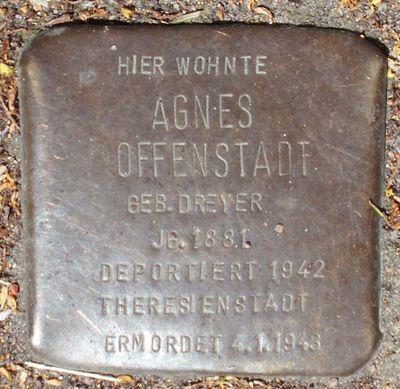 HIER WOHNTE
AGNES
OFFENSTADT
GEB. DREYER
JG. 1881
DEPORTIERT 1942
THERESIENSTADT
ERMORDET 4.1.1943